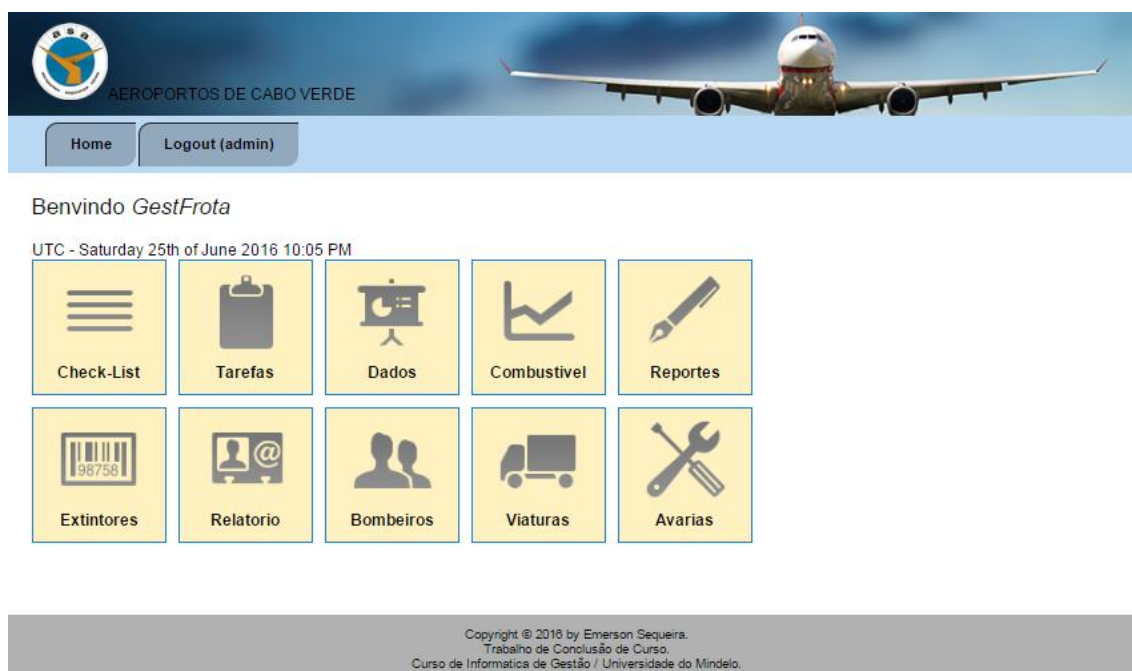 asa
AEROPORTOS DE CABO VERDE
Home Logout (admin)
Benvindo GestFrota
UTC - Saturday 25th of June 2016 10:05 PM
Check-List Tarefas Dados Combustivel Reportes
98758 @
Extintores Relatorio Bombeiros Viaturas Avarias
Copyright © 2016 by Emerson Sequeira.
Trabalho de Conclusão de Curso.
Curso de Informatica de Gestão / Universidade do Mindelo.